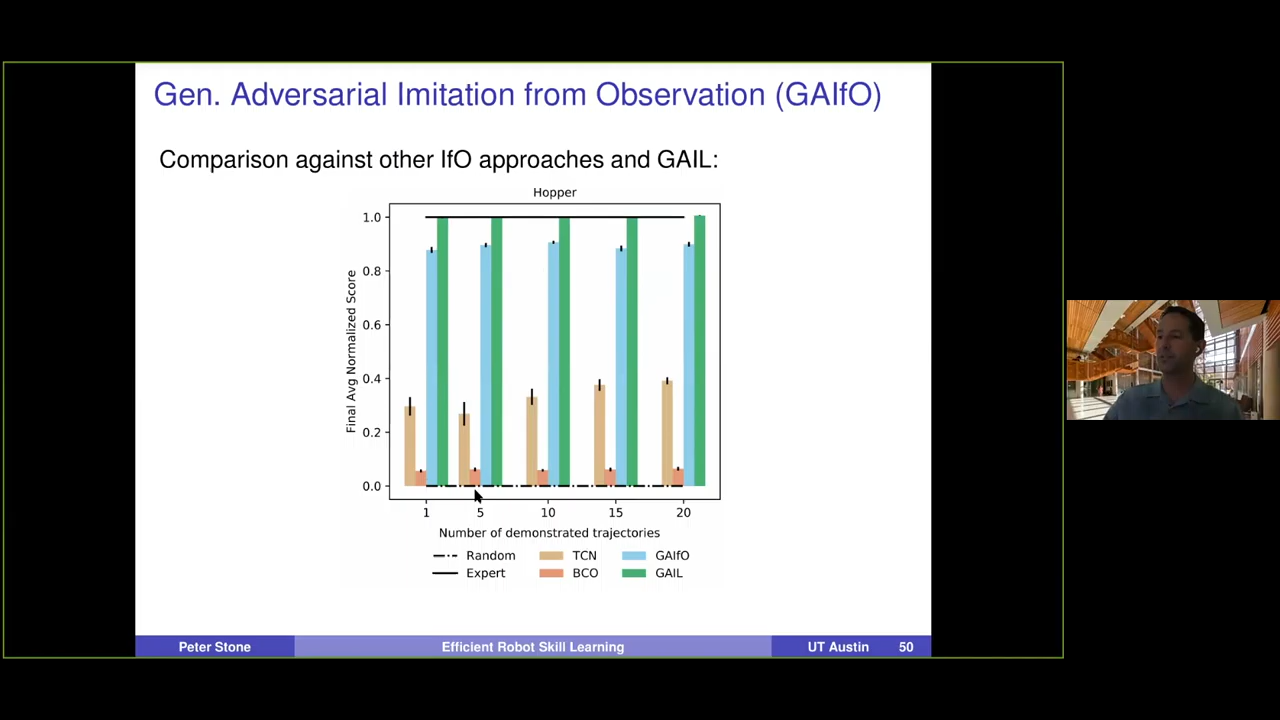 Gen. Adversarial Imitation from Observation (GAIfO)
Comparison against other IfO approaches and GAIL:
Hopper
Final Avg Normalized Score
1.0
0.8
0.6
0.4
0.2
0.0
1 5 10 15 20
Number of demonstrated trajectories
Random TCN GAIfO
Expert BCO GAIL
Peter Stone Efficient Robot Skill Learning UT Austin 50